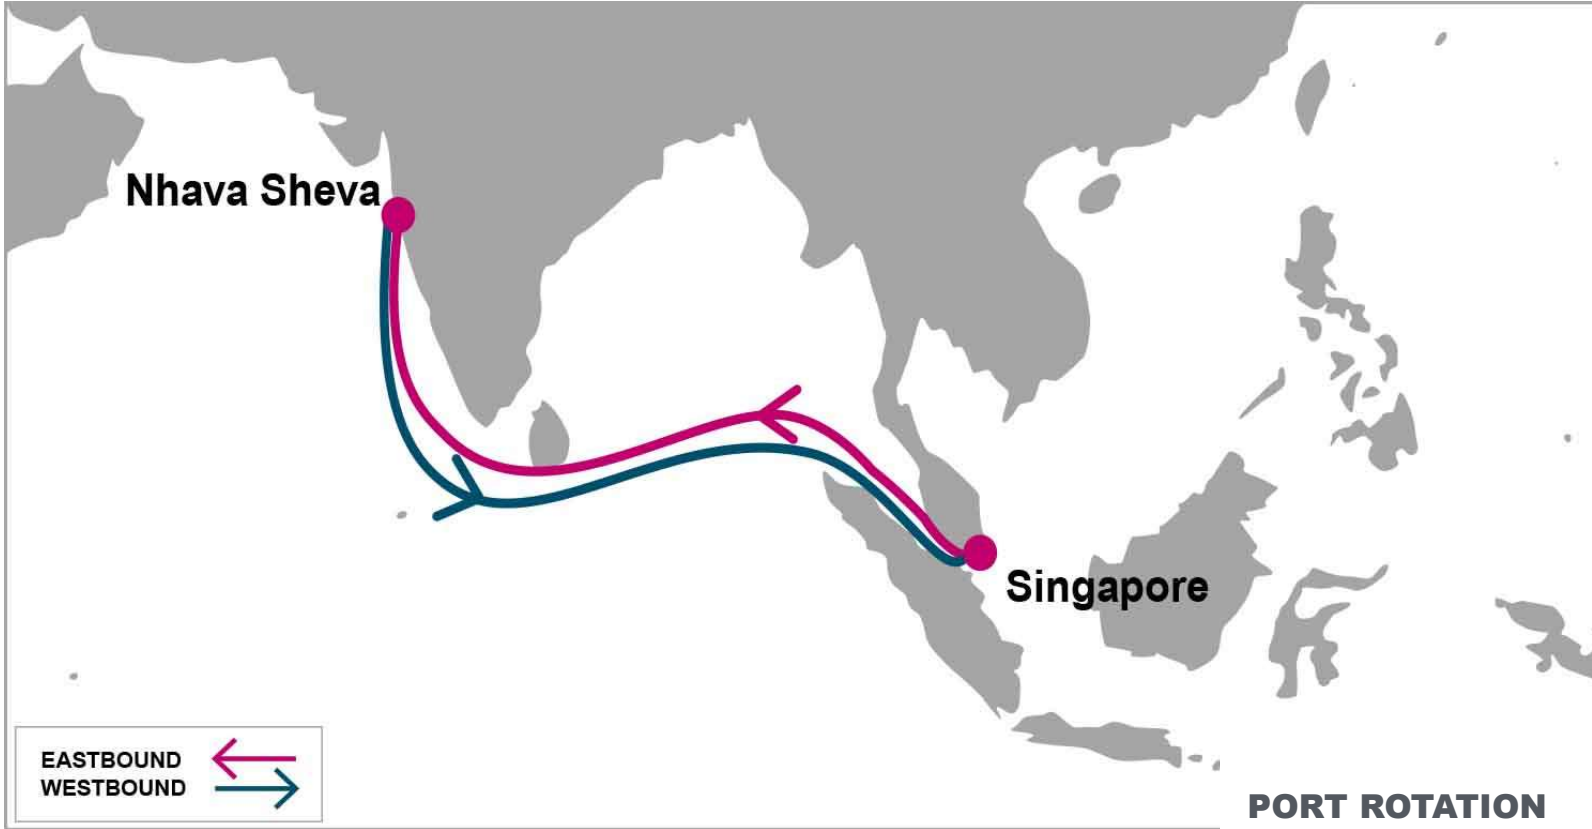 Nhava Sheva
Singapore
EASTBOUND
WESTBOUND
PORT ROTATION